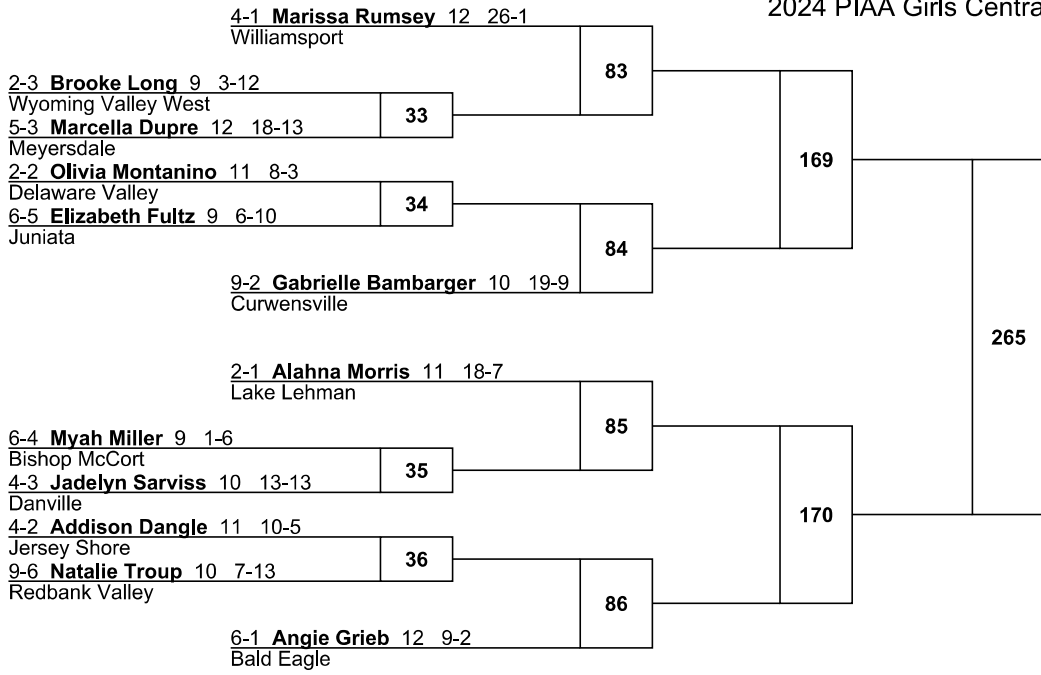 2024 PIAA Girls Centra
4-1 Marissa Rumsey 12 26-1
Williamsport
83
2-3 Brooke Long 9 3-12
Wyoming Valley West
33
5-3 Marcella Dupre 12 18-13
Meyersdale
169
2-2 Olivia Montanino 11 8-3
Delaware Valley
34
6-5 Elizabeth Fultz 9 6-10
Juniata
84
9-2 Gabrielle Bambarger 10 19-9
Curwensville
265
2-1 Alahna Morris 11 18-7
Lake Lehman
85
6-4 Myah Miller 9 1-6
Bishop McCort
35
4-3 Jadelyn Sarviss 10 13-13
Danville
170
4-2 Addison Dangle 11 10-5
Jersey Shore
36
9-6 Natalie Troup 10 7-13
Redbank Valley
86
6-1 Angie Grieb 12 9-2
Bald Eagle